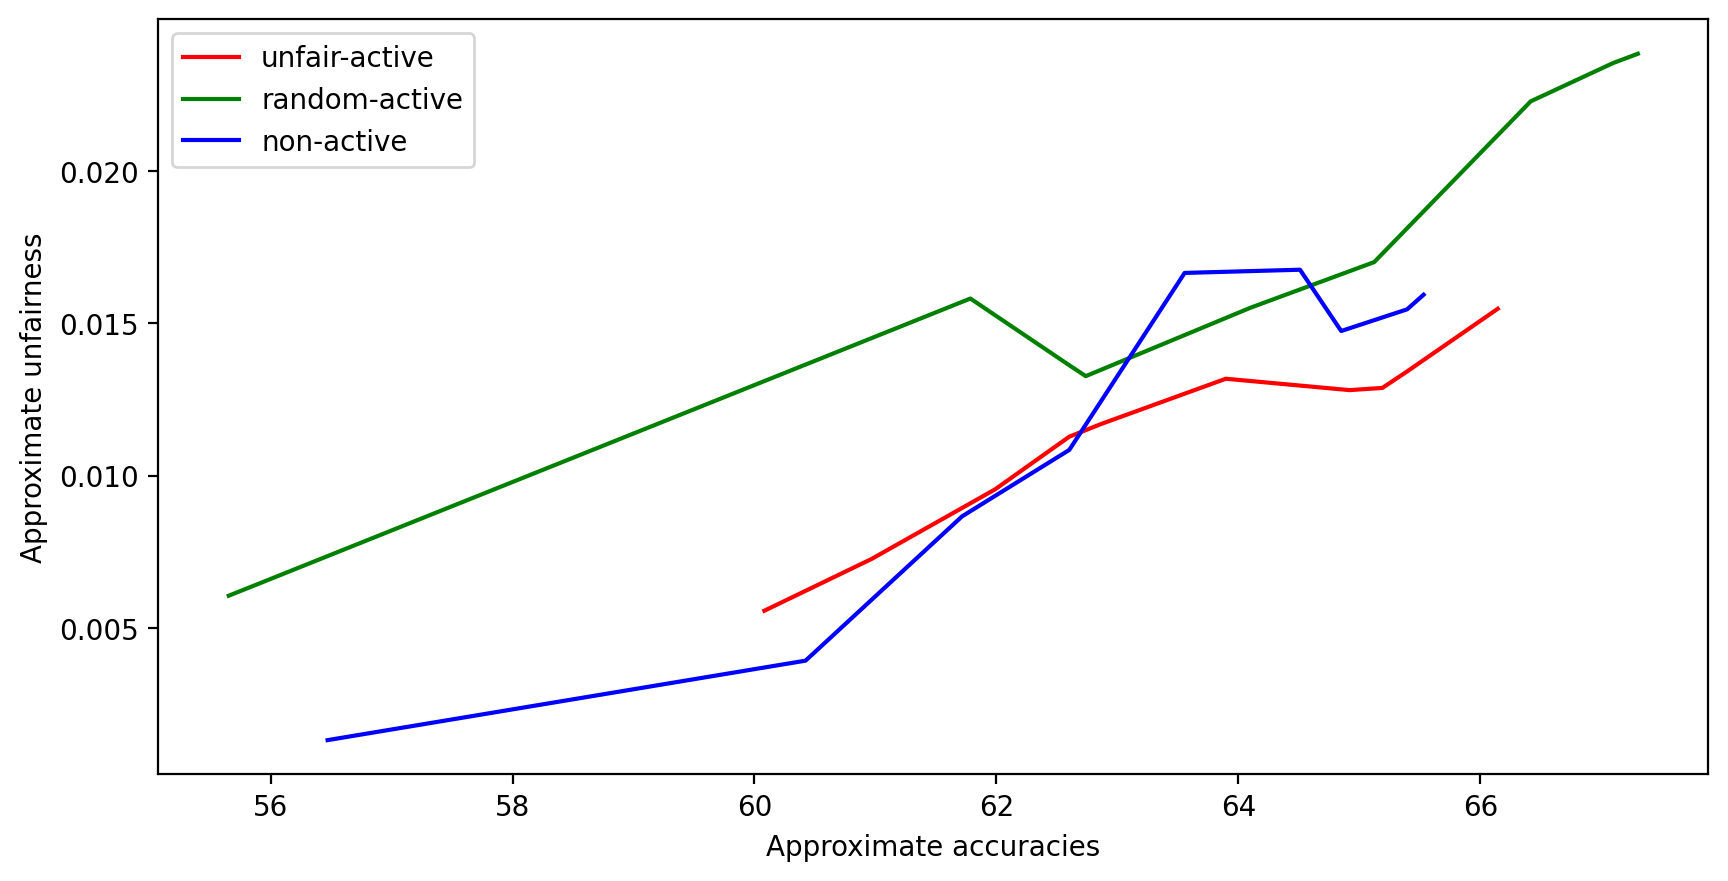 unfair-active
random-active
non-active
0.020
0.015
0.010
0.005
Approximate unfairness
56 58 60 62 64 66
Approximate accuracies